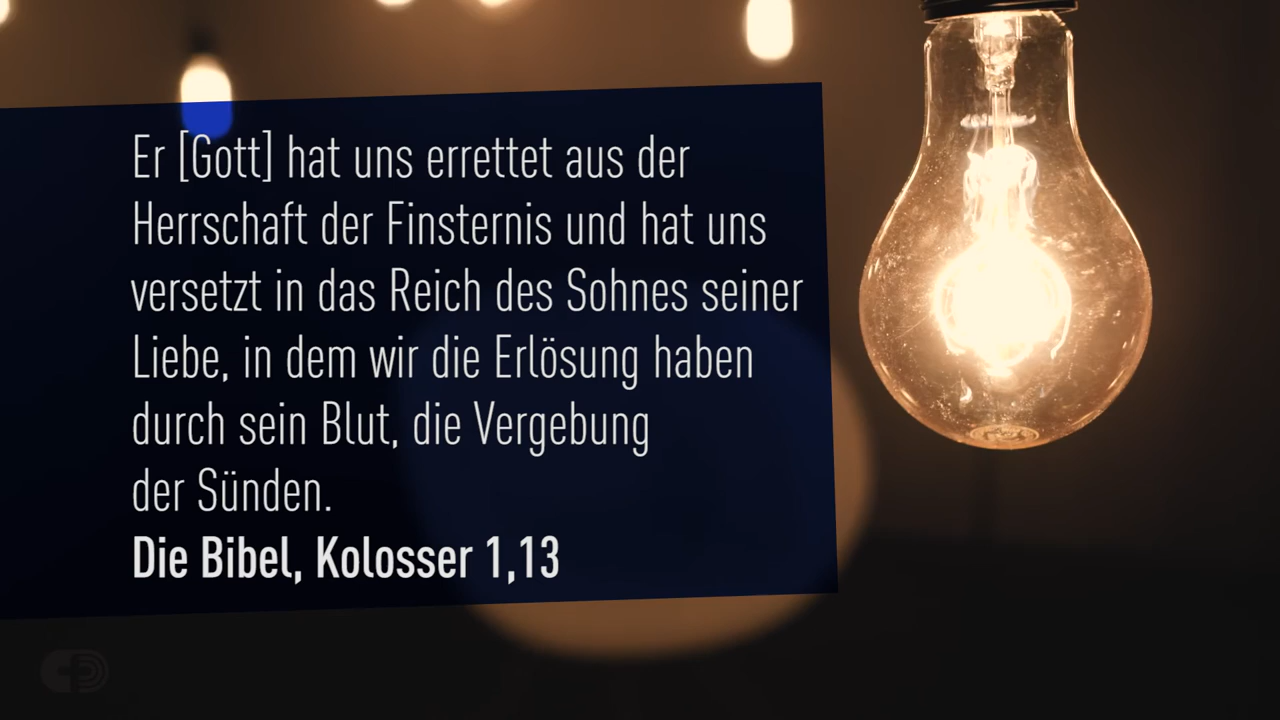 Er [Gott] hat uns errettet aus der
Herrschaft der Finsternis und hat uns
versetzt in das Reich des Sohnes seiner
Liebe, in dem wir die Erlösung haben
durch sein Blut, die Vergebung
der Sünden.
Die Bibel, Kolosser 1,13